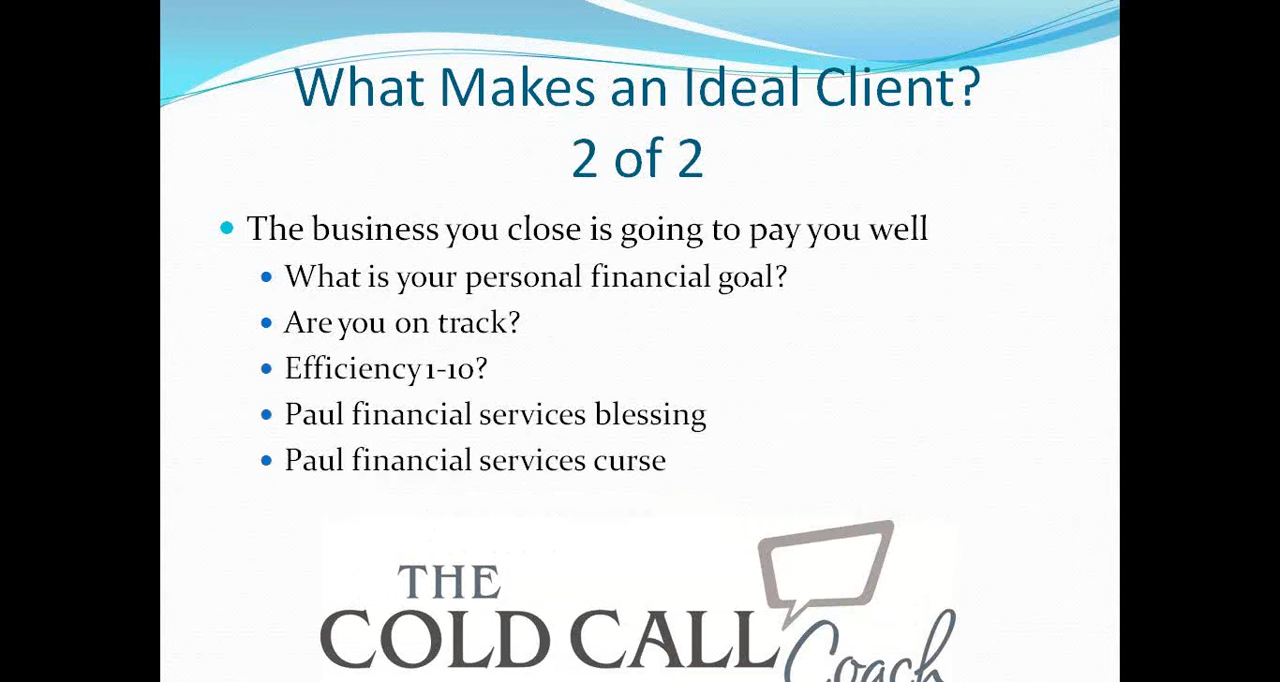 What Makes an Ideal Client?
2 of 2
The business you close is going to pay you well
What is your personal financial goal?
Are you on track?
Efficiency 1-10?
Paul financial services blessing
Paul financial services curse
THE
COLD CALL
Coach